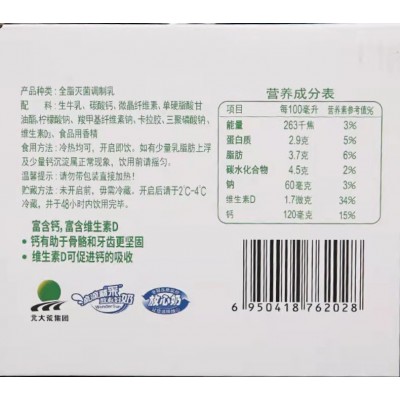 产品种类：全脂灭菌调制乳
配　　料：生牛乳、碳酸钙、微晶纤维素、单硬脂酸甘
油酯、柠檬酸钠、羧甲基纤维素钠、卡拉胶、三聚磷酸钠、
维生素D₃、食品用香精
食用方法：冷热均可，开启即饮，如有少量乳脂肪上浮
及少量钙沉淀属正常现象，饮用前请摇匀。
温馨提示：请勿带包装直接加热！
贮藏方法：未开启前，毋需冷藏，开启后请于2℃-4℃
冷藏，并于48小时内饮用完毕。
富含钙，富含维生素D
• 钙有助于骨骼和牙齿更坚固
• 维生素D可促进钙的吸收
营养成分表
项目 每100毫升 营养素参考值%
能量 263千焦 3%
蛋白质 2.9克 5%
脂肪 3.7克 6%
碳水化合物 4.5克 2%
钠 60毫克 3%
维生素D 1.7微克 34%
钙 120毫克 15%
北大荒集团
放心奶
6 950418 762028